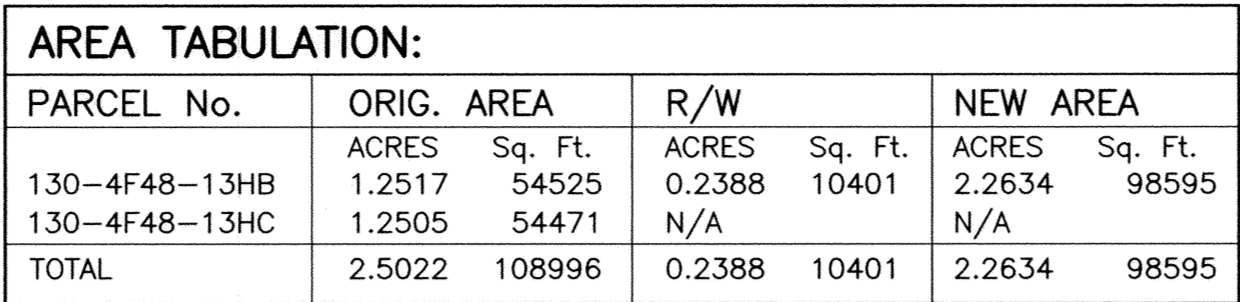 AREA TABULATION:
PARCEL No. ORIG. AREA R/W NEW AREA
ACRES Sq. Ft. ACRES Sq. Ft. ACRES Sq. Ft.
130-4F48-13HB 1.2517 54525 0.2388 10401 2.2634 98595
130-4F48-13HC 1.2505 54471 N/A N/A
TOTAL 2.5022 108996 0.2388 10401 2.2634 98595